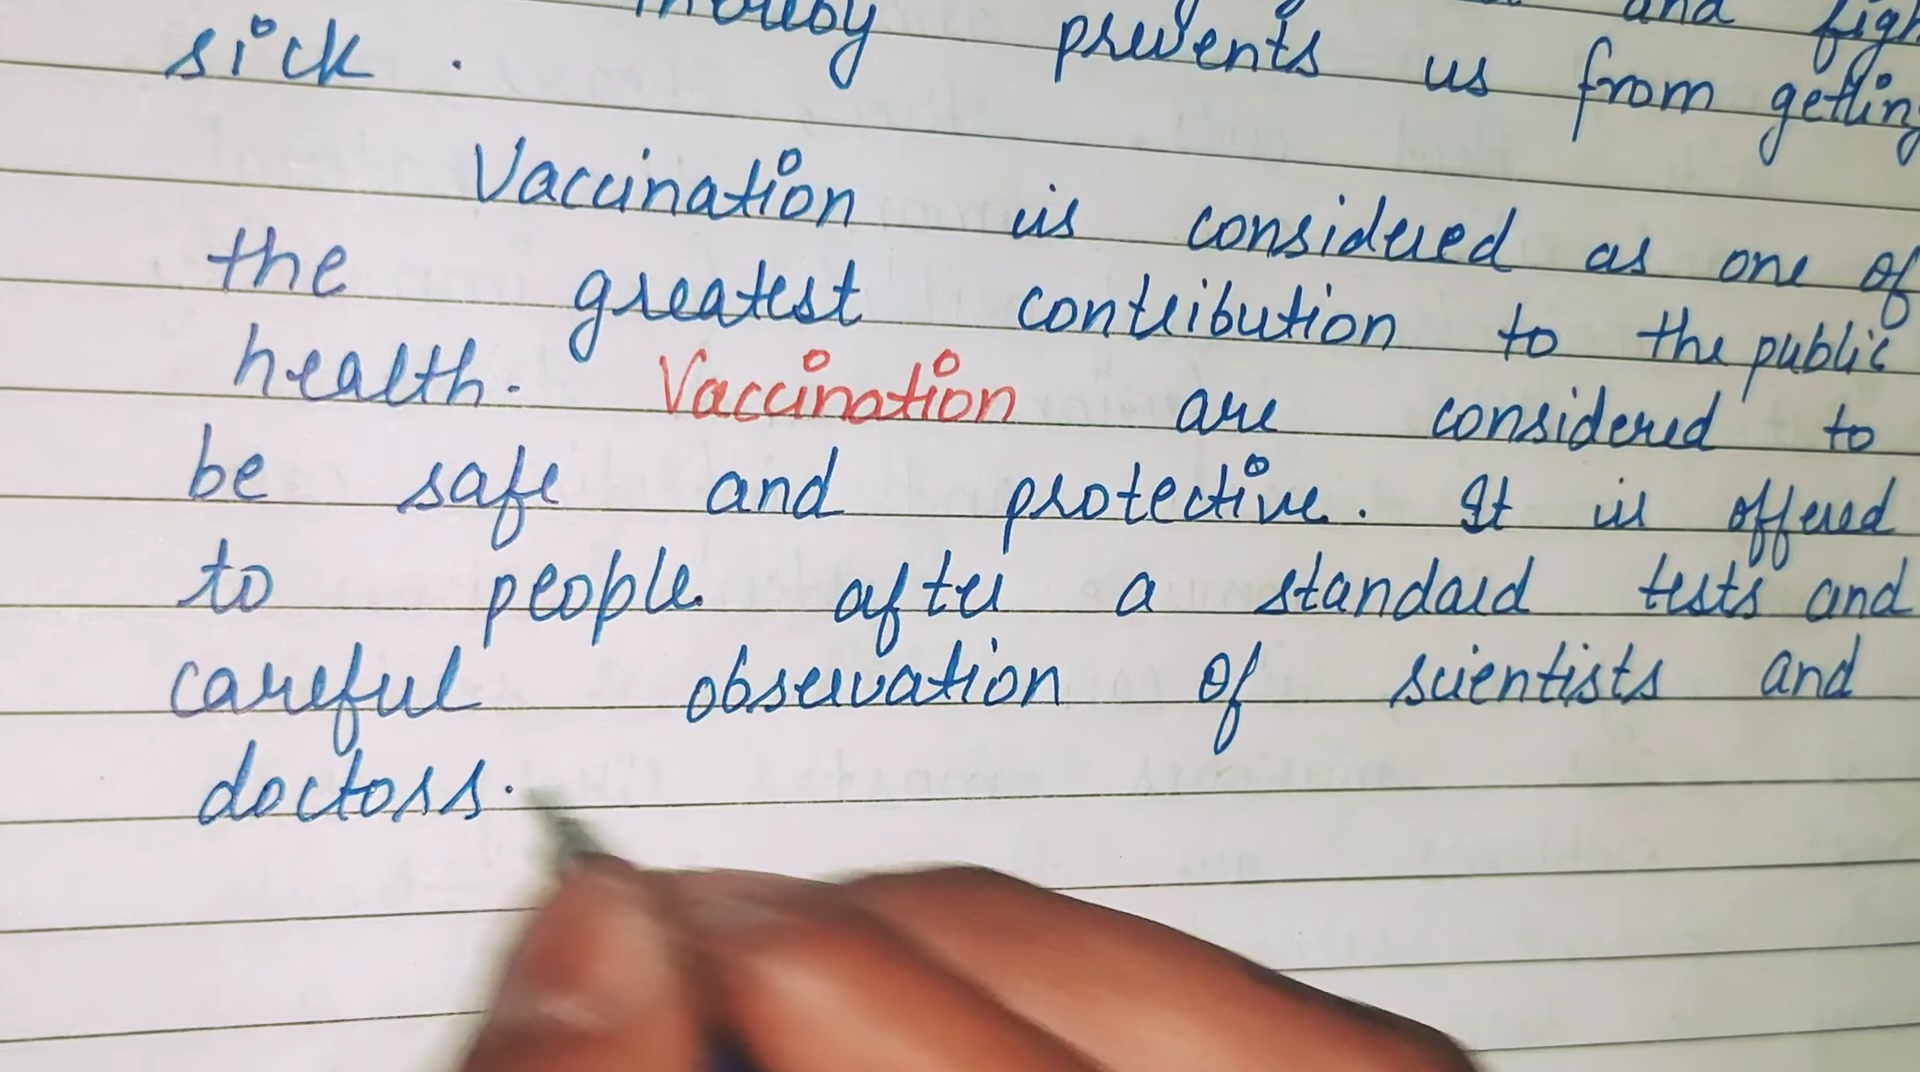 and figh
thereby prevents us from getting
sick.
Vaccination is considered as one of
the greatest contribution to the public
health. Vaccination are considered to
be safe and protective. It is offered
to people after a standard tests and
careful observation of scientists and
doctors.